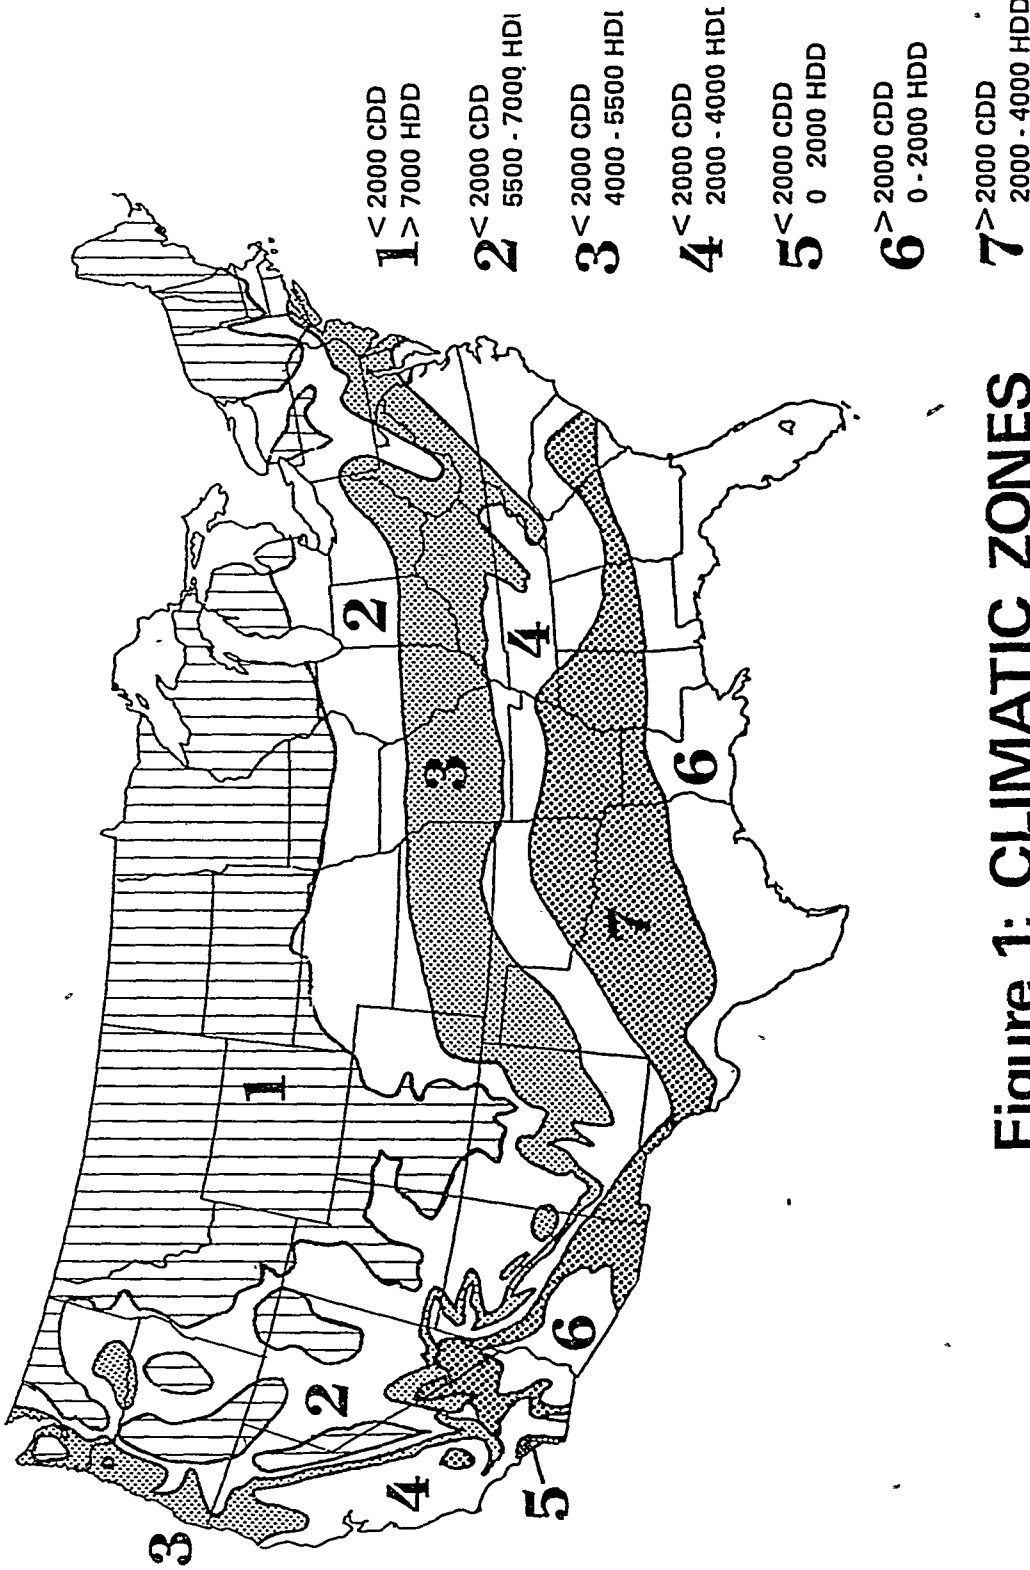 3
4
5
2
6
1
7
3
6
4
2
1 < 2000 CDD
> 7000 HDD
2 < 2000 CDD
5500 - 7000 HDI
3 < 2000 CDD
4000 - 5500 HDI
4 < 2000 CDD
2000 - 4000 HDD
5 < 2000 CDD
0 2000 HDD
6 > 2000 CDD
0 - 2000 HDD
7 > 2000 CDD
2000 - 4000 HDD
Figure 1: CLIMATIC ZONES